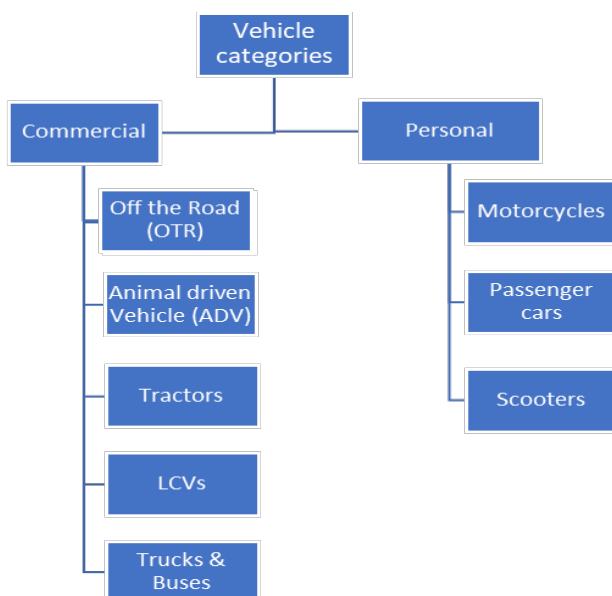 Vehicle
categories
Commercial
Personal
Off the Road
(OTR)
Animal driven
Vehicle (ADV)
Tractors
LCVs
Trucks &
Buses
Motorcycles
Passenger
cars
Scooters